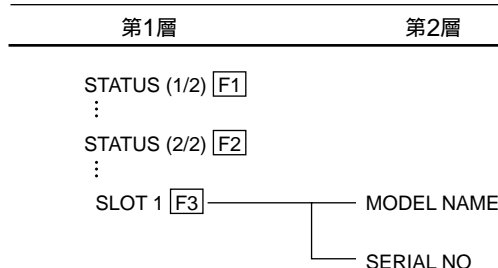 第1層 第2層
STATUS (1/2) F1
STATUS (2/2) F2
SLOT 1 F3 MODEL NAME
SERIAL NO